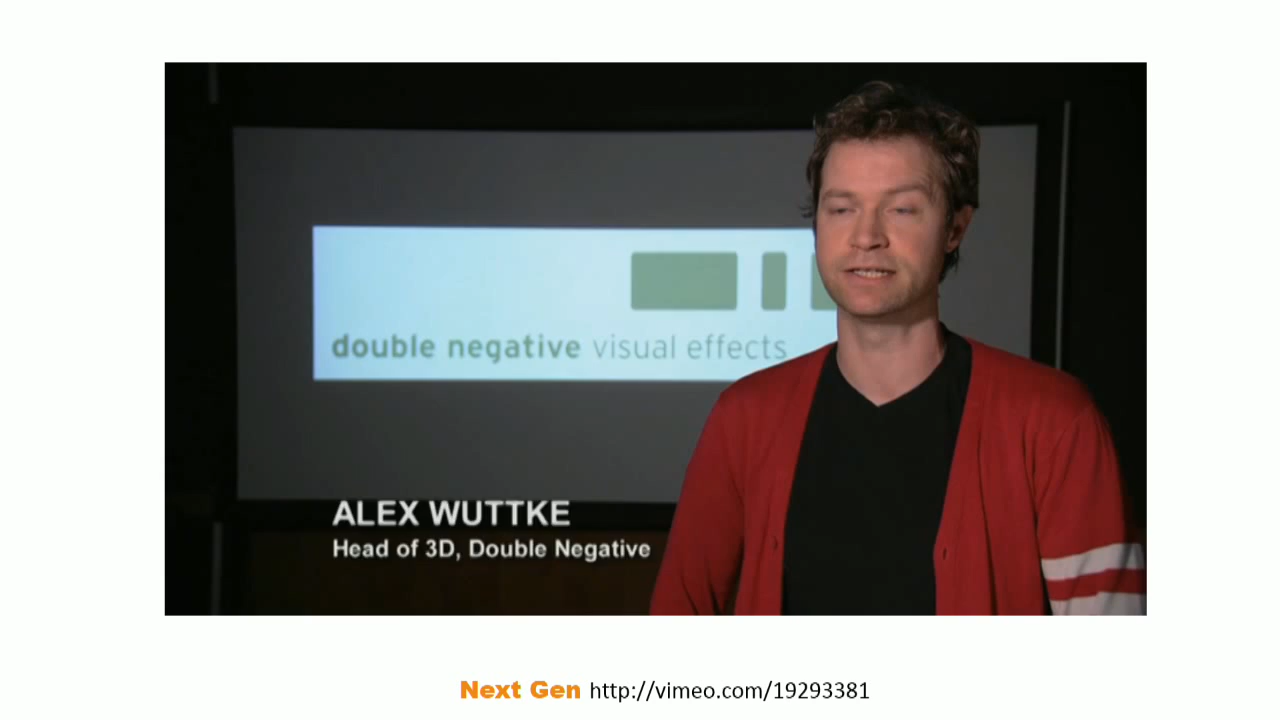 double negative visual effects
ALEX WUTTKE
Head of 3D, Double Negative
Next Gen http://vimeo.com/19293381